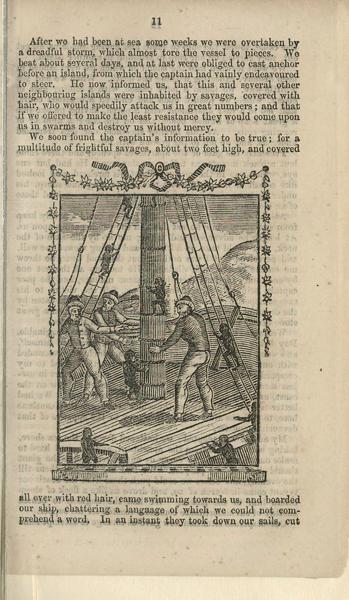 11
After we had been at sea some weeks we were overtaken by
a dreadful storm, which almost tore the vessel to pieces. We
beat about several days, and at last were obliged to cast anchor
before an island, from which the captain had vainly endeavoured
to steer. He now informed us, that this and several other
neighbouring islands were inhabited by savages, covered with
hair, who would speedily attack us in great numbers; and that
if we offered to make the least resistance they would come upon
us in swarms and destroy us without mercy.
We soon found the captain's information to be true; for a
multitude of frightful savages, about two feet high, and covered
all over with red hair, came swimming towards us, and boarded
our ship, chattering a language of which we could not com-
prehend a word. In an instant they took down our sails, cut